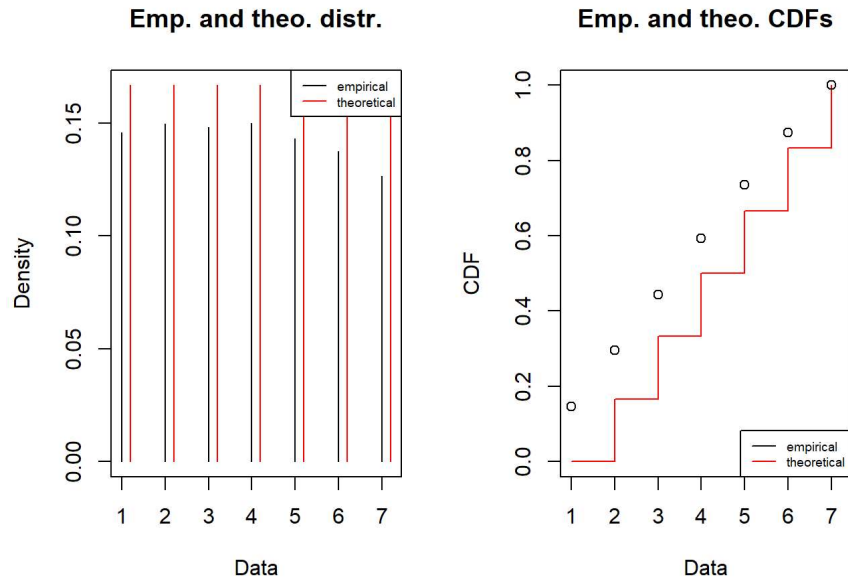 Emp. and theo. distr.
empirical
theoretical
0.15
0.10
0.05
0.00
Density
1 2 3 4 5 6 7
Data
Emp. and theo. CDFs
1.0
0.8
0.6
0.4
0.2
0.0
CDF
empirical
theoretical
1 2 3 4 5 6 7
Data